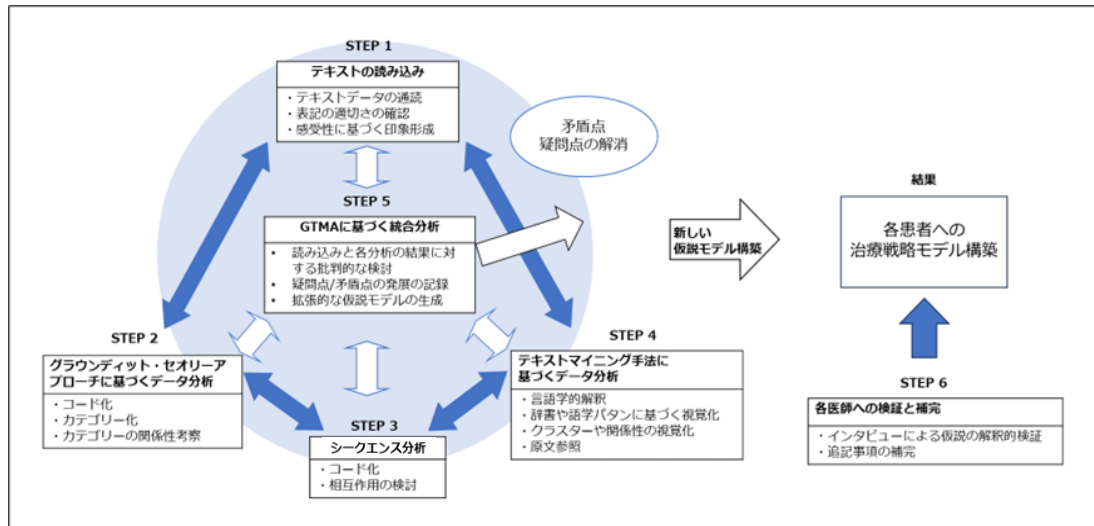 STEP 1
テキストの読み込み
・テキストデータの通読
・表記の適切さの確認
・感受性に基づく印象形成
矛盾点
疑問点の解消
STEP 5
GTMAに基づく統合分析
• 読み込みと各分析の結果に対
する批判的な検討
• 疑問点/矛盾点の発展の記録
• 拡張的な仮説モデルの生成
新しい
仮説モデル構築
結果
各患者への
治療戦略モデル構築
STEP 2
グラウンディット・セオリーア
プローチに基づくデータ分析
・コード化
・カテゴリー化
・カテゴリーの関係性考察
STEP 3
シークエンス分析
・コード化
・相互作用の検討
STEP 4
テキストマイニング手法に
基づくデータ分析
・言語学的解釈
・辞書や語学パタンに基づく視覚化
・クラスターや関係性の視覚化
・原文参照
STEP 6
各医師への検証と補完
・インタビューによる仮説の解釈的検証
・追記事項の補完